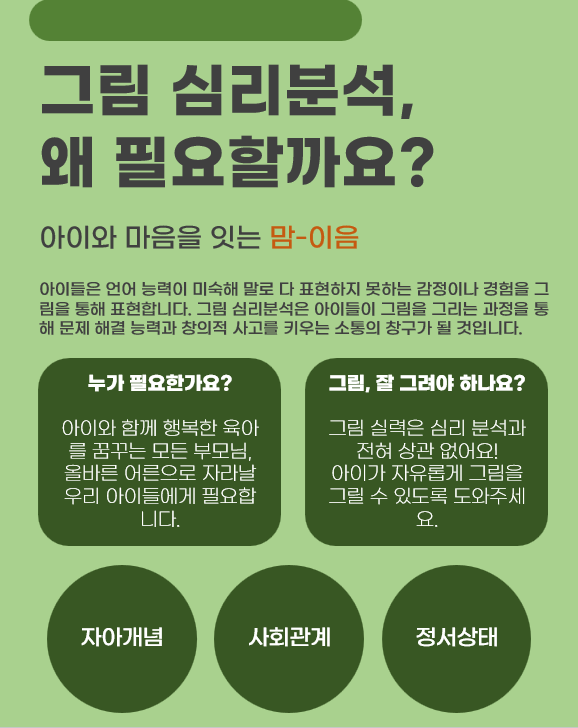 그림 심리분석,
왜 필요할까요?
아이와 마음을 잇는 맘-이음
아이들은 언어 능력이 미숙해 말로 다 표현하지 못하는 감정이나 경험을 그
림을 통해 표현합니다. 그림 심리분석은 아이들이 그림을 그리는 과정을 통
해 문제 해결 능력과 창의적 사고를 키우는 소통의 창구가 될 것입니다.
누가 필요한가요?
아이와 함께 행복한 육아
를 꿈꾸는 모든 부모님,
올바른 어른으로 자라날
우리 아이들에게 필요합
니다.
그림, 잘 그려야 하나요?
그림 실력은 심리 분석과
전혀 상관 없어요!
아이가 자유롭게 그림을
그릴 수 있도록 도와주세
요.
자아개념
사회관계
정서상태